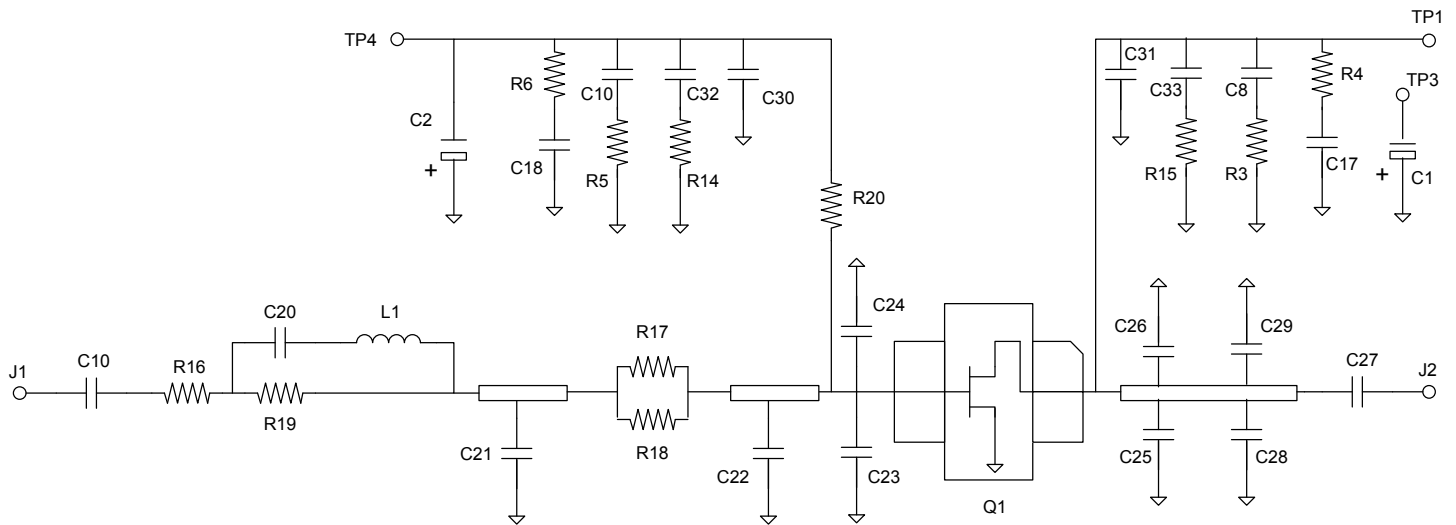 TP4
TP1
C31
R6
C10
C32
C30
C33
C8
R4
TP3
C2
+
C18
R5
R14
R20
R15
R3
C17
+
C1
C24
C26
C29
C20
L1
R17
C27
J1
C10
R16
J2
R19
C21
R18
C22
C23
C25
C28
Q1